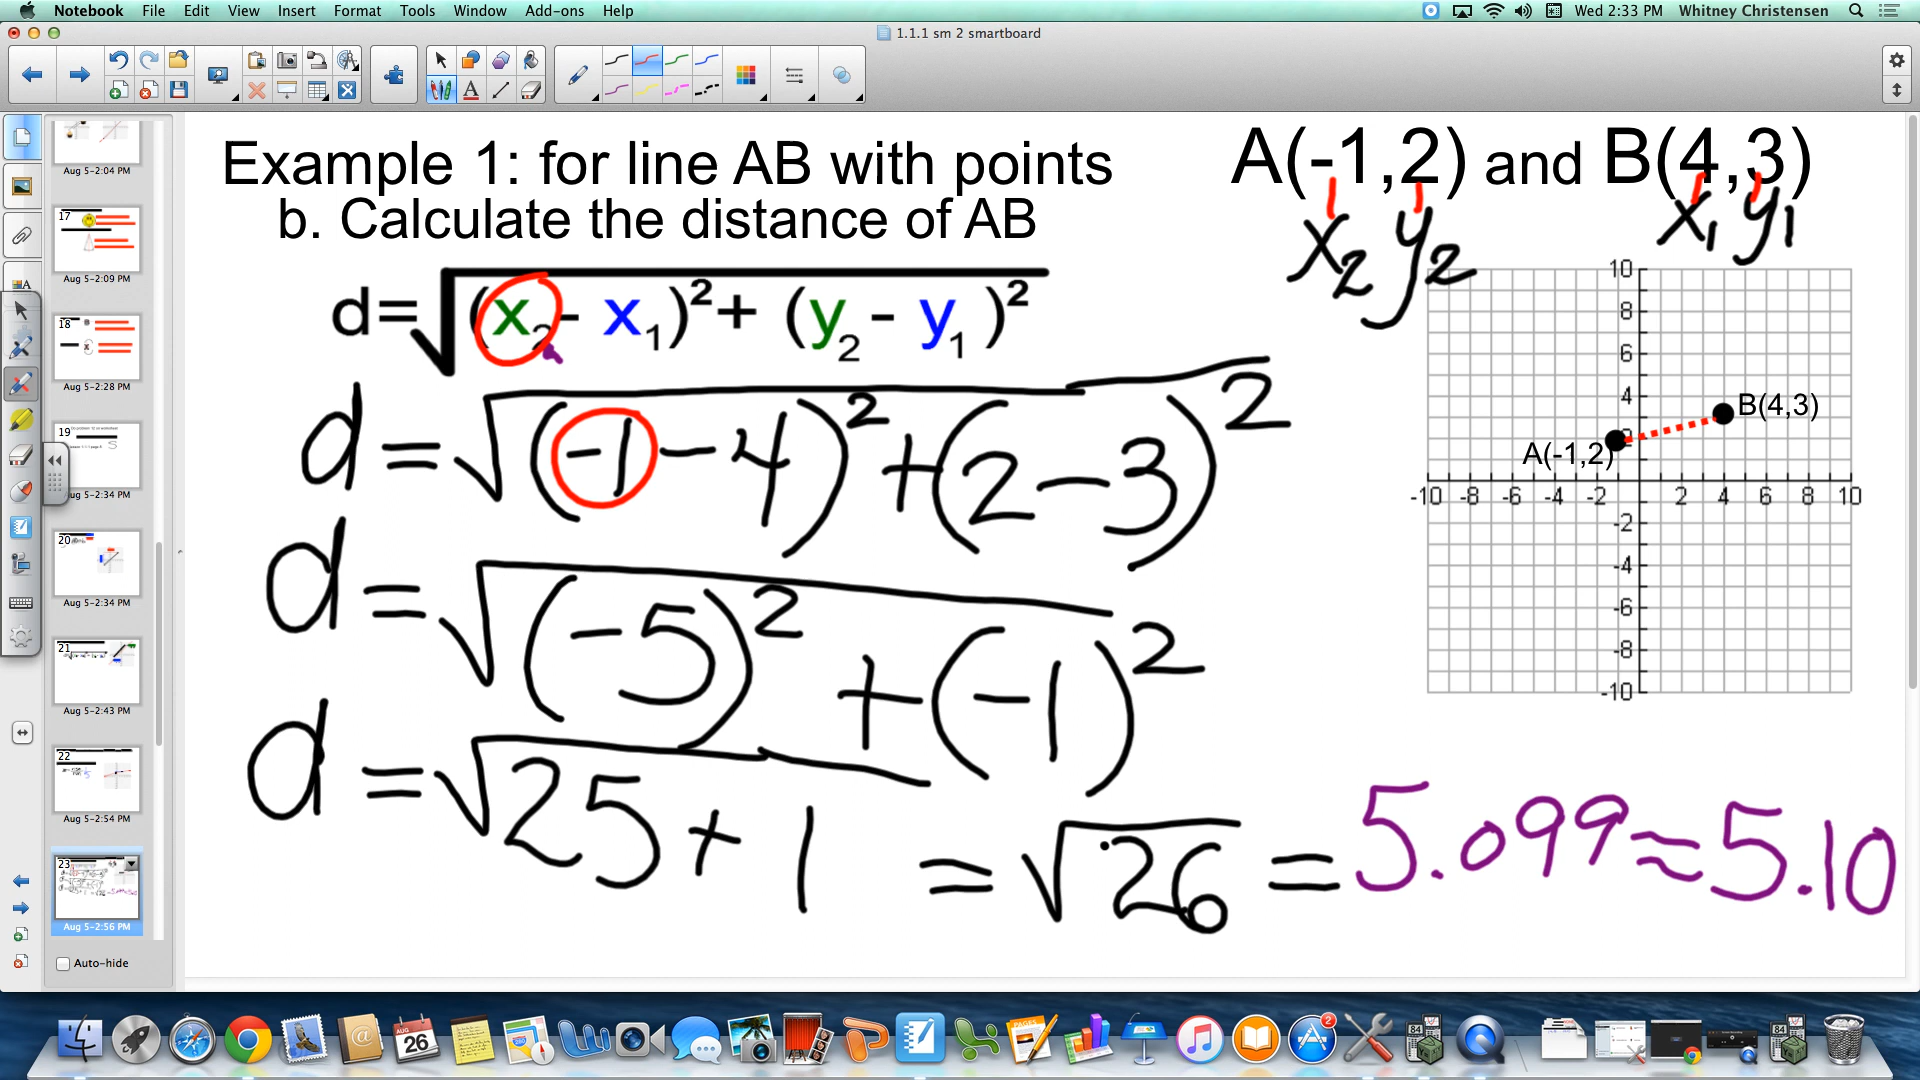 Notebook File Edit View Insert Format Tools Window Add-ons Help Wed 2:33 PM Whitney Christensen
1.1.1 sm 2 smartboard
Aug 5-2:04 PM
17
Aug 5-2:09 PM
18
Aug 5-2:28 PM
19
Aug 5-2:34 PM
20
Aug 5-2:34 PM
21
Aug 5-2:43 PM
22
Aug 5-2:54 PM
23
Aug 5-2:56 PM
Auto-hide
Example 1: for line AB with points A(-1,2) and B(4,3)
b. Calculate the distance of AB
x₂ y₂ x₁ y₁
d=√(x₂- x₁)²+ (y₂- y₁)²
d = √(-1-4)²+(2-3)²
d = √(-5)² +(-1)²
d = √25+1 = √26 = 5.099≈5.10
10
8
6
4
2
B(4,3)
A(-1,2)
-10 -8 -6 -4 -2 2 4 6 8 10
-2
-4
-6
-8
-10
AUG
26
PAGES
2
84
84